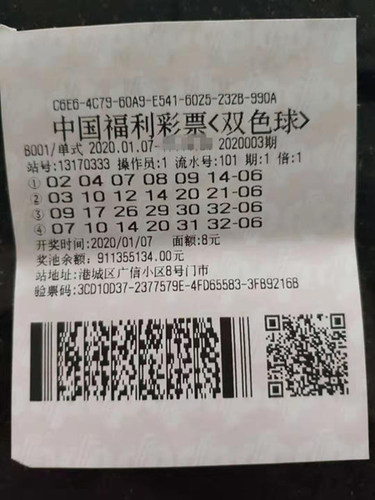 C6E6-4C79-60A9-E541-6025-232B-990A
中国福利彩票<双色球>
B001/单式 2020.01.07- 2020003期
站号:13170333 操作员:1 流水号:101 期:1 倍:1
① 02 04 07 08 09 14-06
② 03 10 12 14 20 21-06
③ 09 17 26 29 30 32-06
④ 07 10 14 20 31 32-06
开奖时间:2020/01/07 面额:8元
奖池余额: 911355134.00元
站地址:港城区广信小区8号门市
验票码:3CD10D37-2377579E-4FD65583-3FB9216B